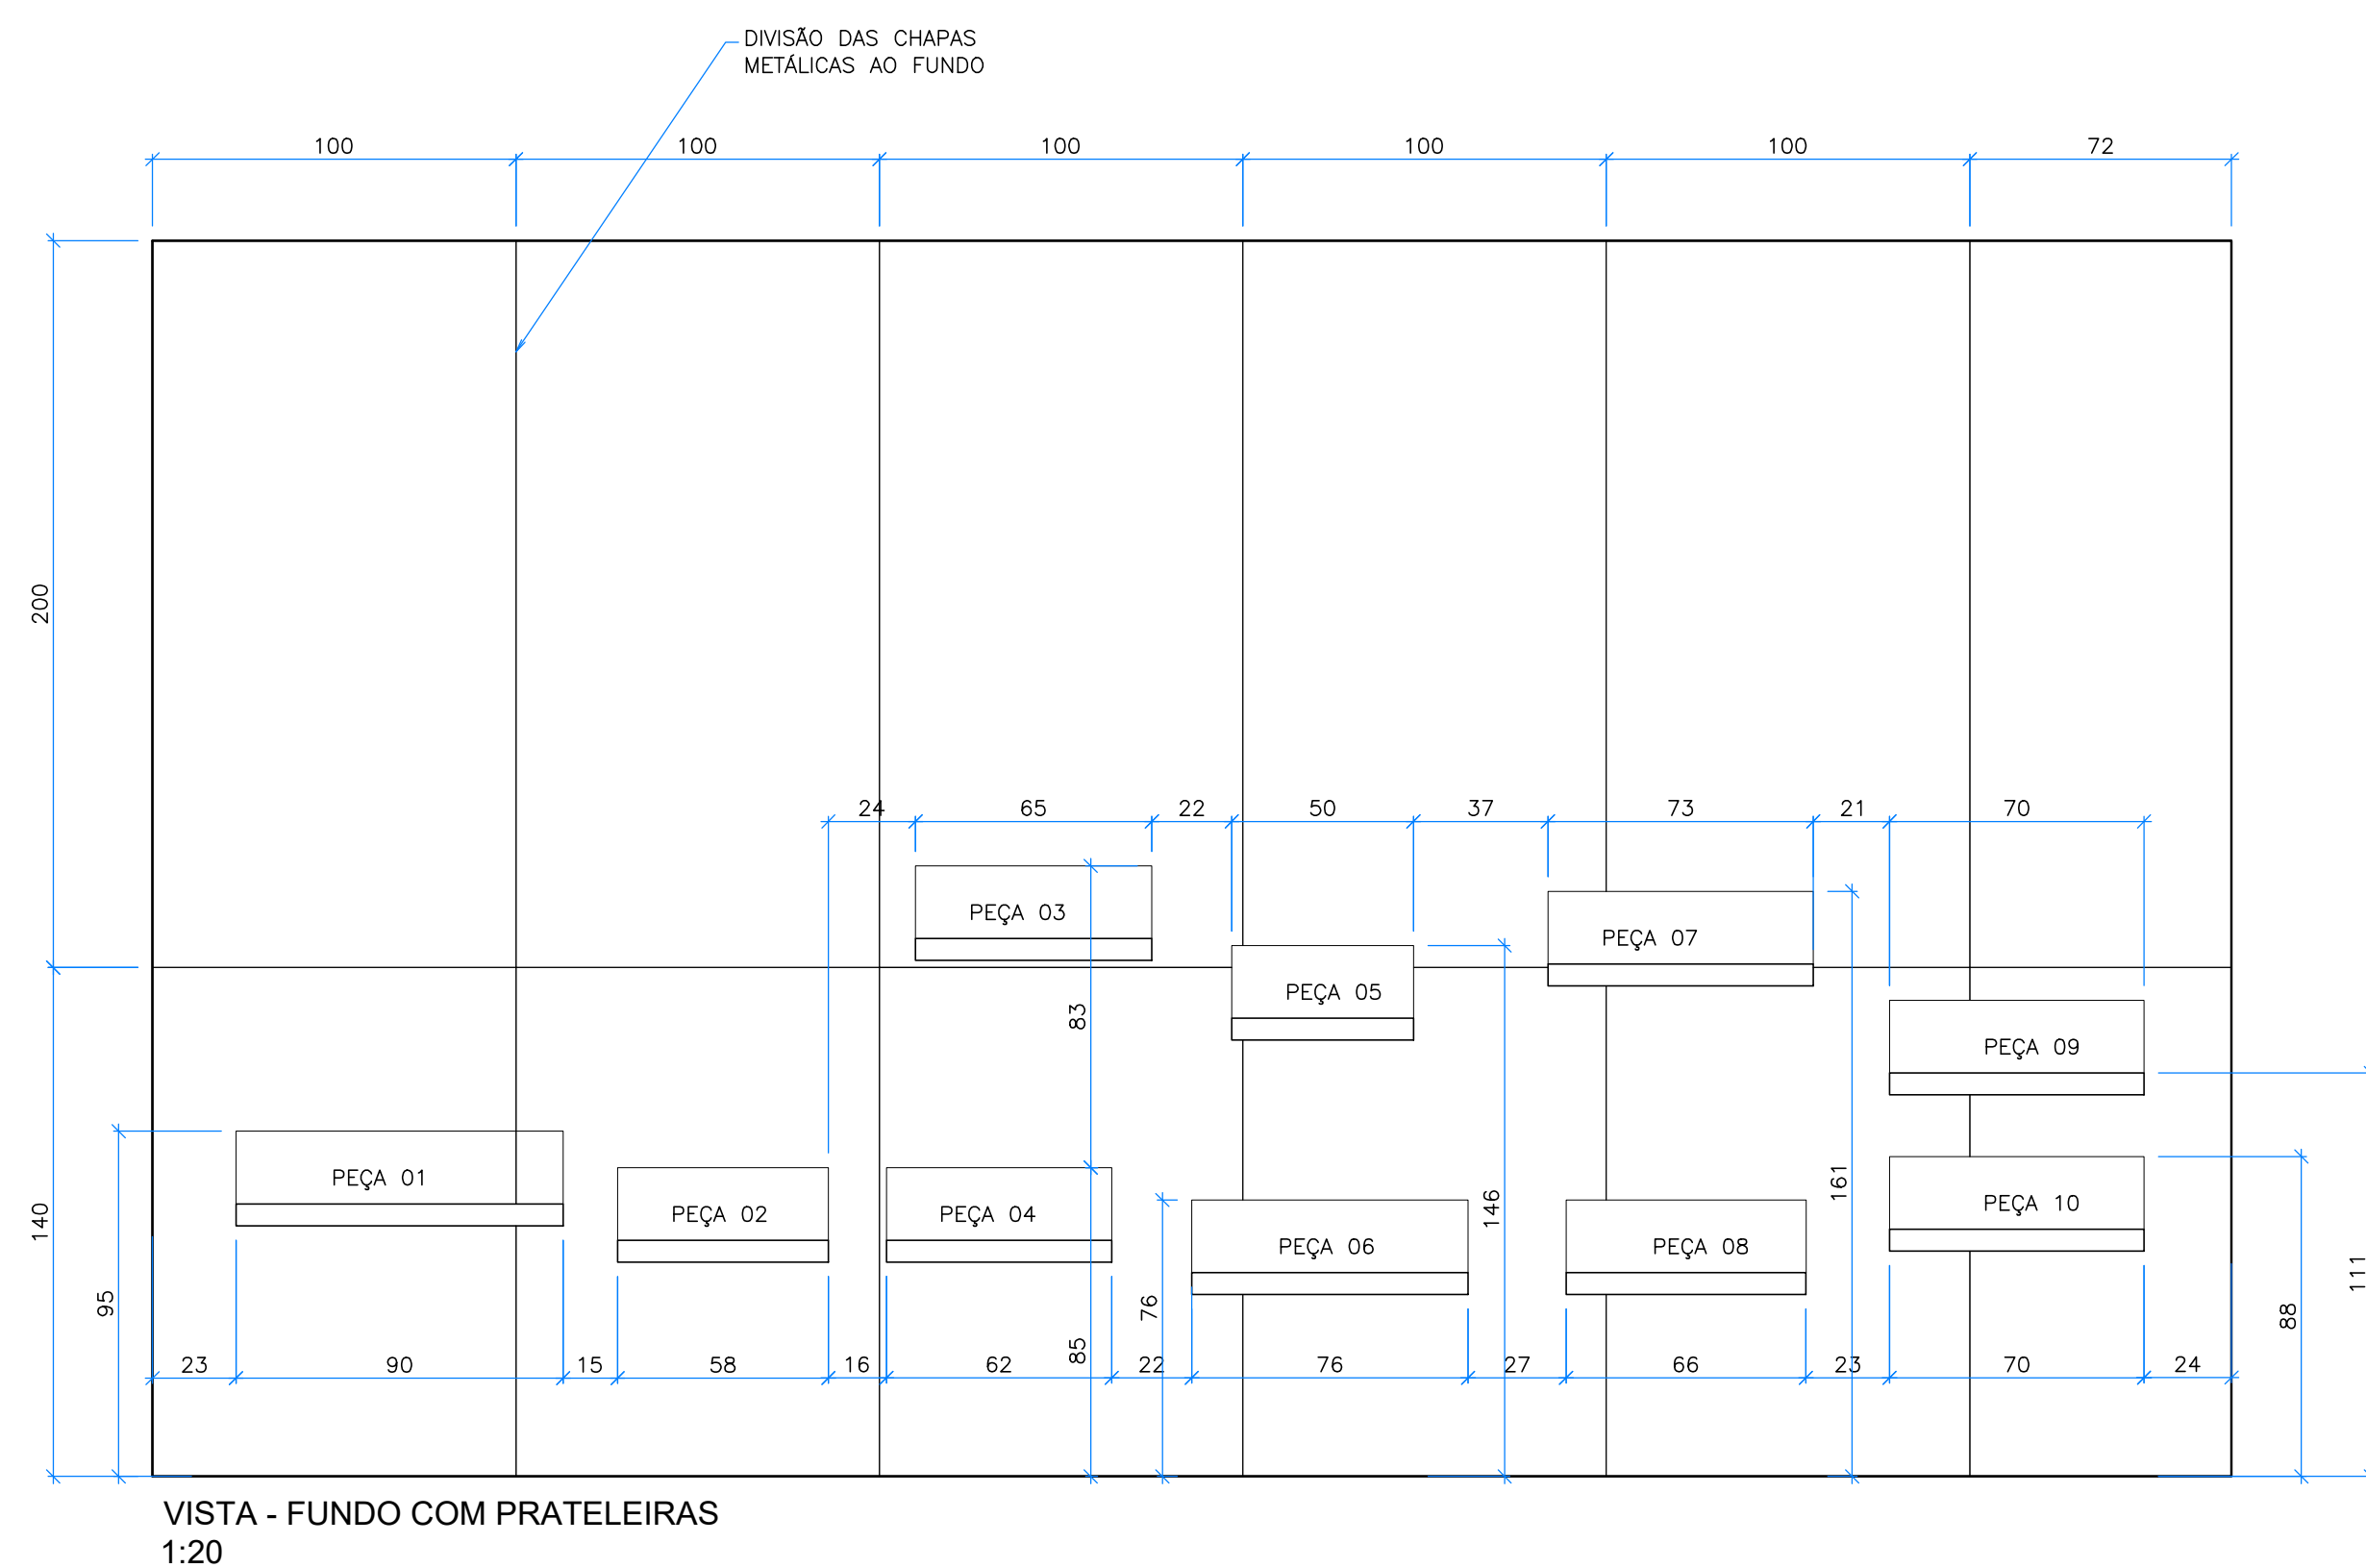 DIVISÃO DAS CHAPAS
METÁLICAS AO FUNDO
100 100 100 100 100 72
200
24 65 22 50 37 73 21 70
PEÇA 03
PEÇA 07
PEÇA 05
83
PEÇA 09
PEÇA 01
PEÇA 02
PEÇA 04
PEÇA 06
PEÇA 08
PEÇA 10
140
95
85
76
146
161
88
111
23 90 15 58 16 62 22 76 27 66 23 70 24
VISTA - FUNDO COM PRATELEIRAS
1:20